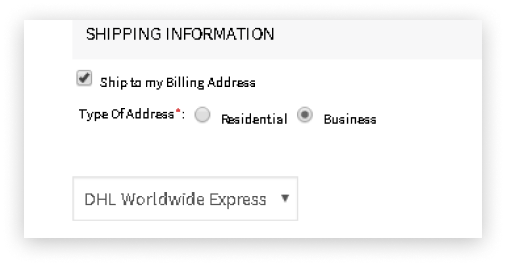 SHIPPING INFORMATION
Ship to my Billing Address
Type Of Address*: Residential Business
DHL Worldwide Express